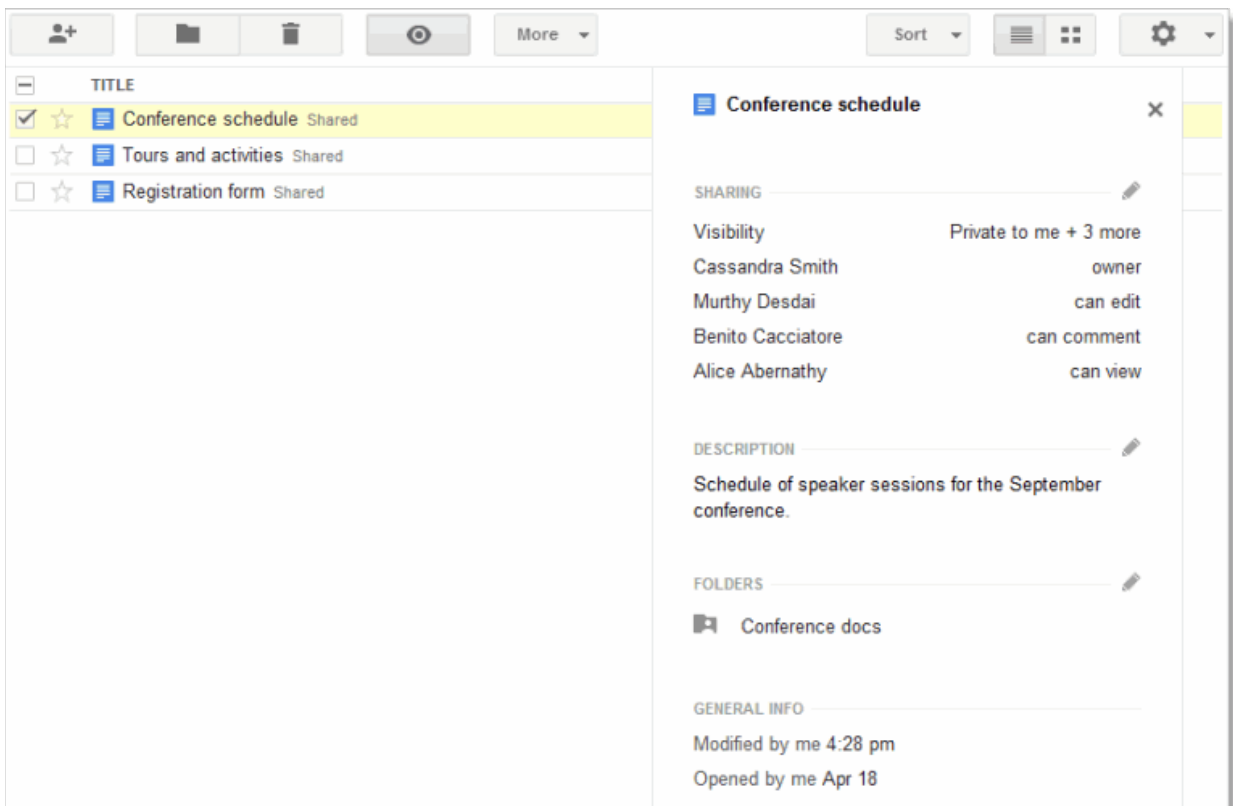 More
Sort
TITLE
Conference schedule Shared
Tours and activities Shared
Registration form Shared
Conference schedule
SHARING
Visibility Private to me + 3 more
Cassandra Smith owner
Murthy Desdai can edit
Benito Cacciatore can comment
Alice Abernathy can view
DESCRIPTION
Schedule of speaker sessions for the September
conference.
FOLDERS
Conference docs
GENERAL INFO
Modified by me 4:28 pm
Opened by me Apr 18